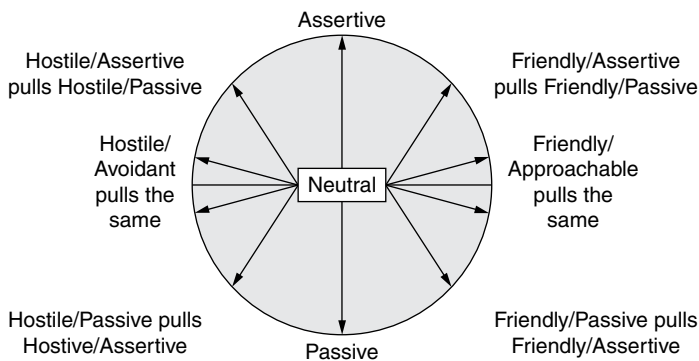 Assertive
Hostile/Assertive
pulls Hostile/Passive
Friendly/Assertive
pulls Friendly/Passive
Hostile/
Avoidant
pulls the
same
Neutral
Friendly/
Approachable
pulls the
same
Hostile/Passive pulls
Hostive/Assertive
Passive
Friendly/Passive pulls
Friendly/Assertive